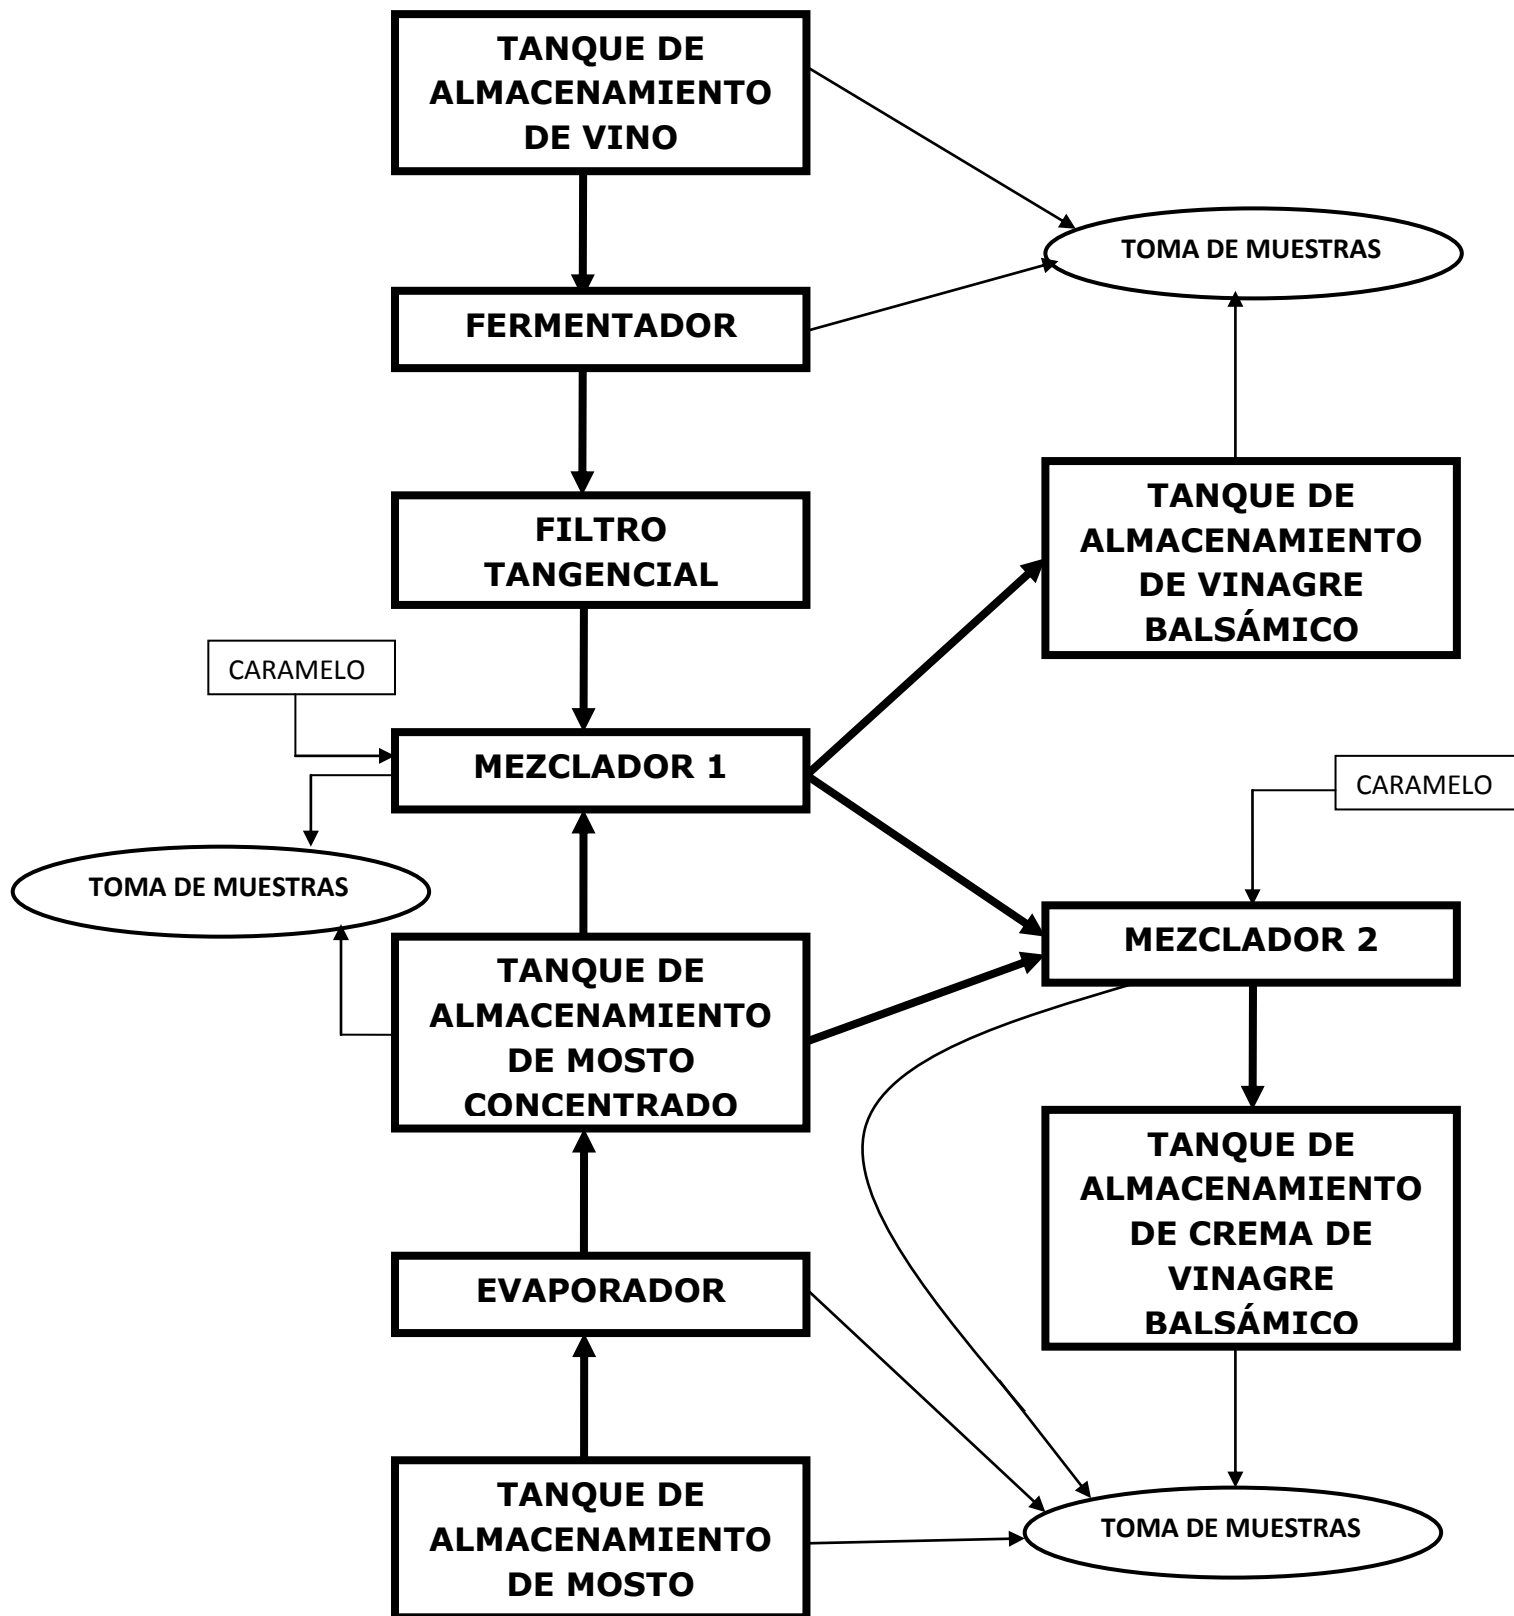 TANQUE DE
ALMACENAMIENTO
DE VINO
TOMA DE MUESTRAS
FERMENTADOR
TANQUE DE
ALMACENAMIENTO
DE VINAGRE
BALSÁMICO
FILTRO
TANGENCIAL
CARAMELO
MEZCLADOR 1
CARAMELO
TOMA DE MUESTRAS
MEZCLADOR 2
TANQUE DE
ALMACENAMIENTO
DE MOSTO
CONCENTRADO
TANQUE DE
ALMACENAMIENTO
DE CREMA DE
VINAGRE
BALSÁMICO
EVAPORADOR
TANQUE DE
ALMACENAMIENTO
DE MOSTO
TOMA DE MUESTRAS